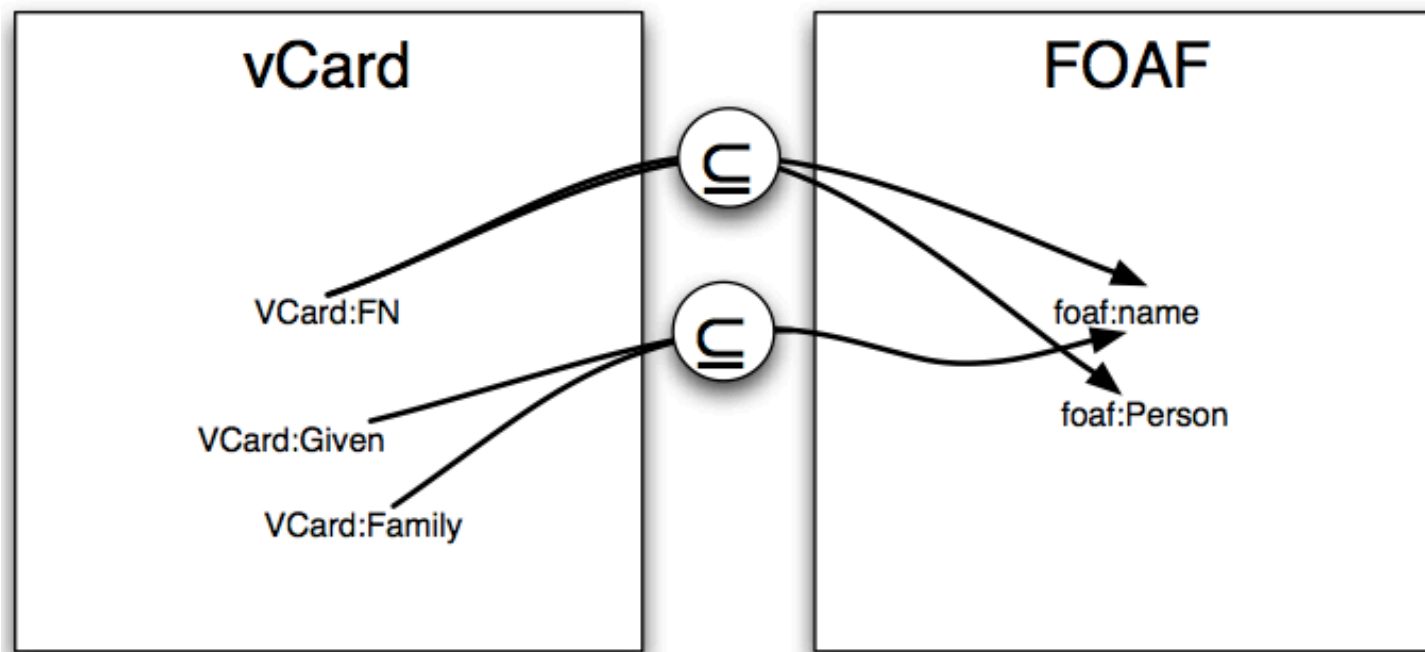 vCard
FOAF
⊆
VCard:FN
foaf:name
⊆
foaf:Person
VCard:Given
VCard:Family